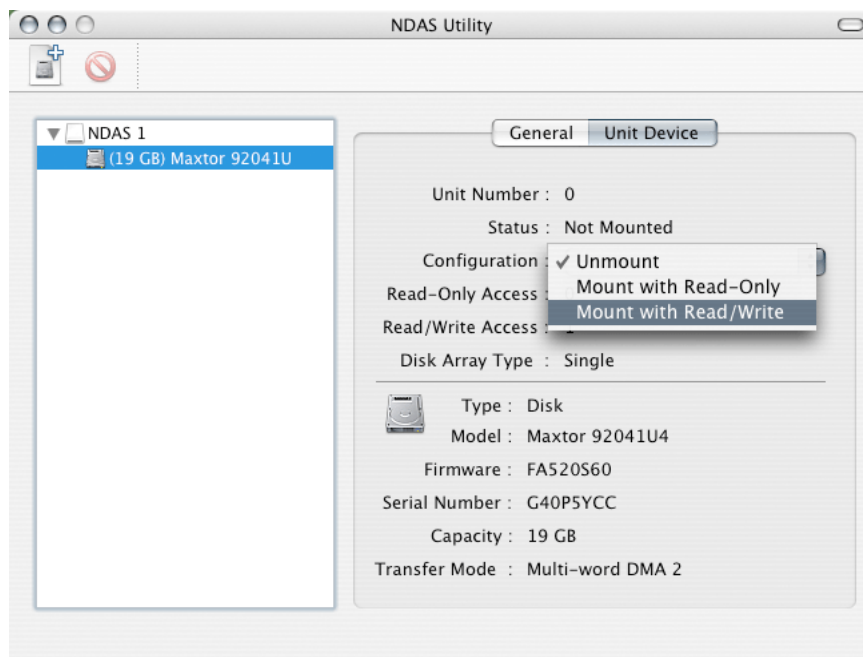 NDAS Utility
NDAS 1
(19 GB) Maxtor 92041U
General Unit Device
Unit Number : 0
Status : Not Mounted
Configuration : ✓ Unmount
Mount with Read-Only
Mount with Read/Write
Read-Only Access :
Read/Write Access :
Disk Array Type : Single
Type : Disk
Model : Maxtor 92041U4
Firmware : FA520S60
Serial Number : G40P5YCC
Capacity : 19 GB
Transfer Mode : Multi-word DMA 2